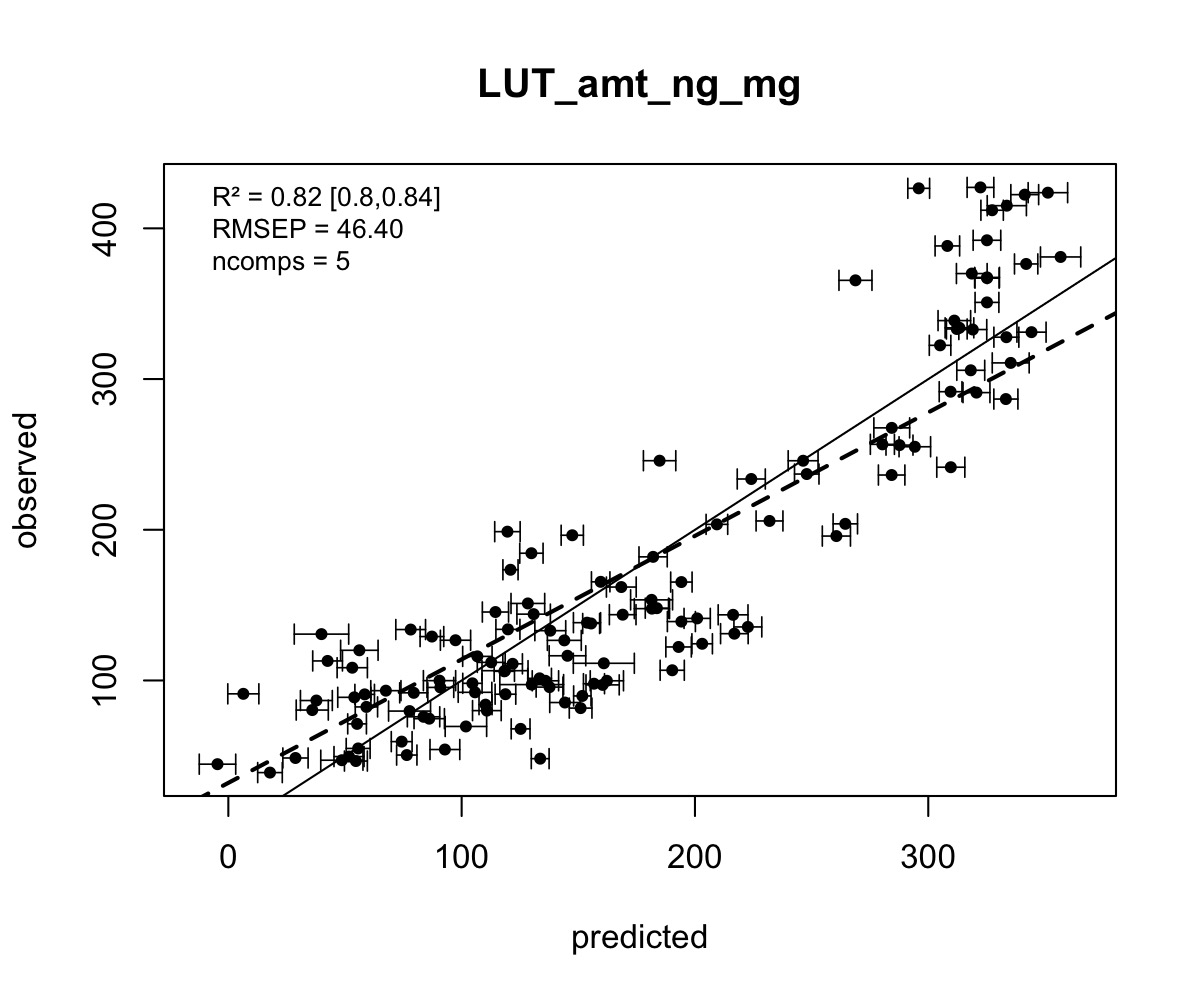 LUT_amt_ng_mg
R² = 0.82 [0.8,0.84]
RMSEP = 46.40
ncomps = 5
observed
400
300
200
100
0 100 200 300
predicted